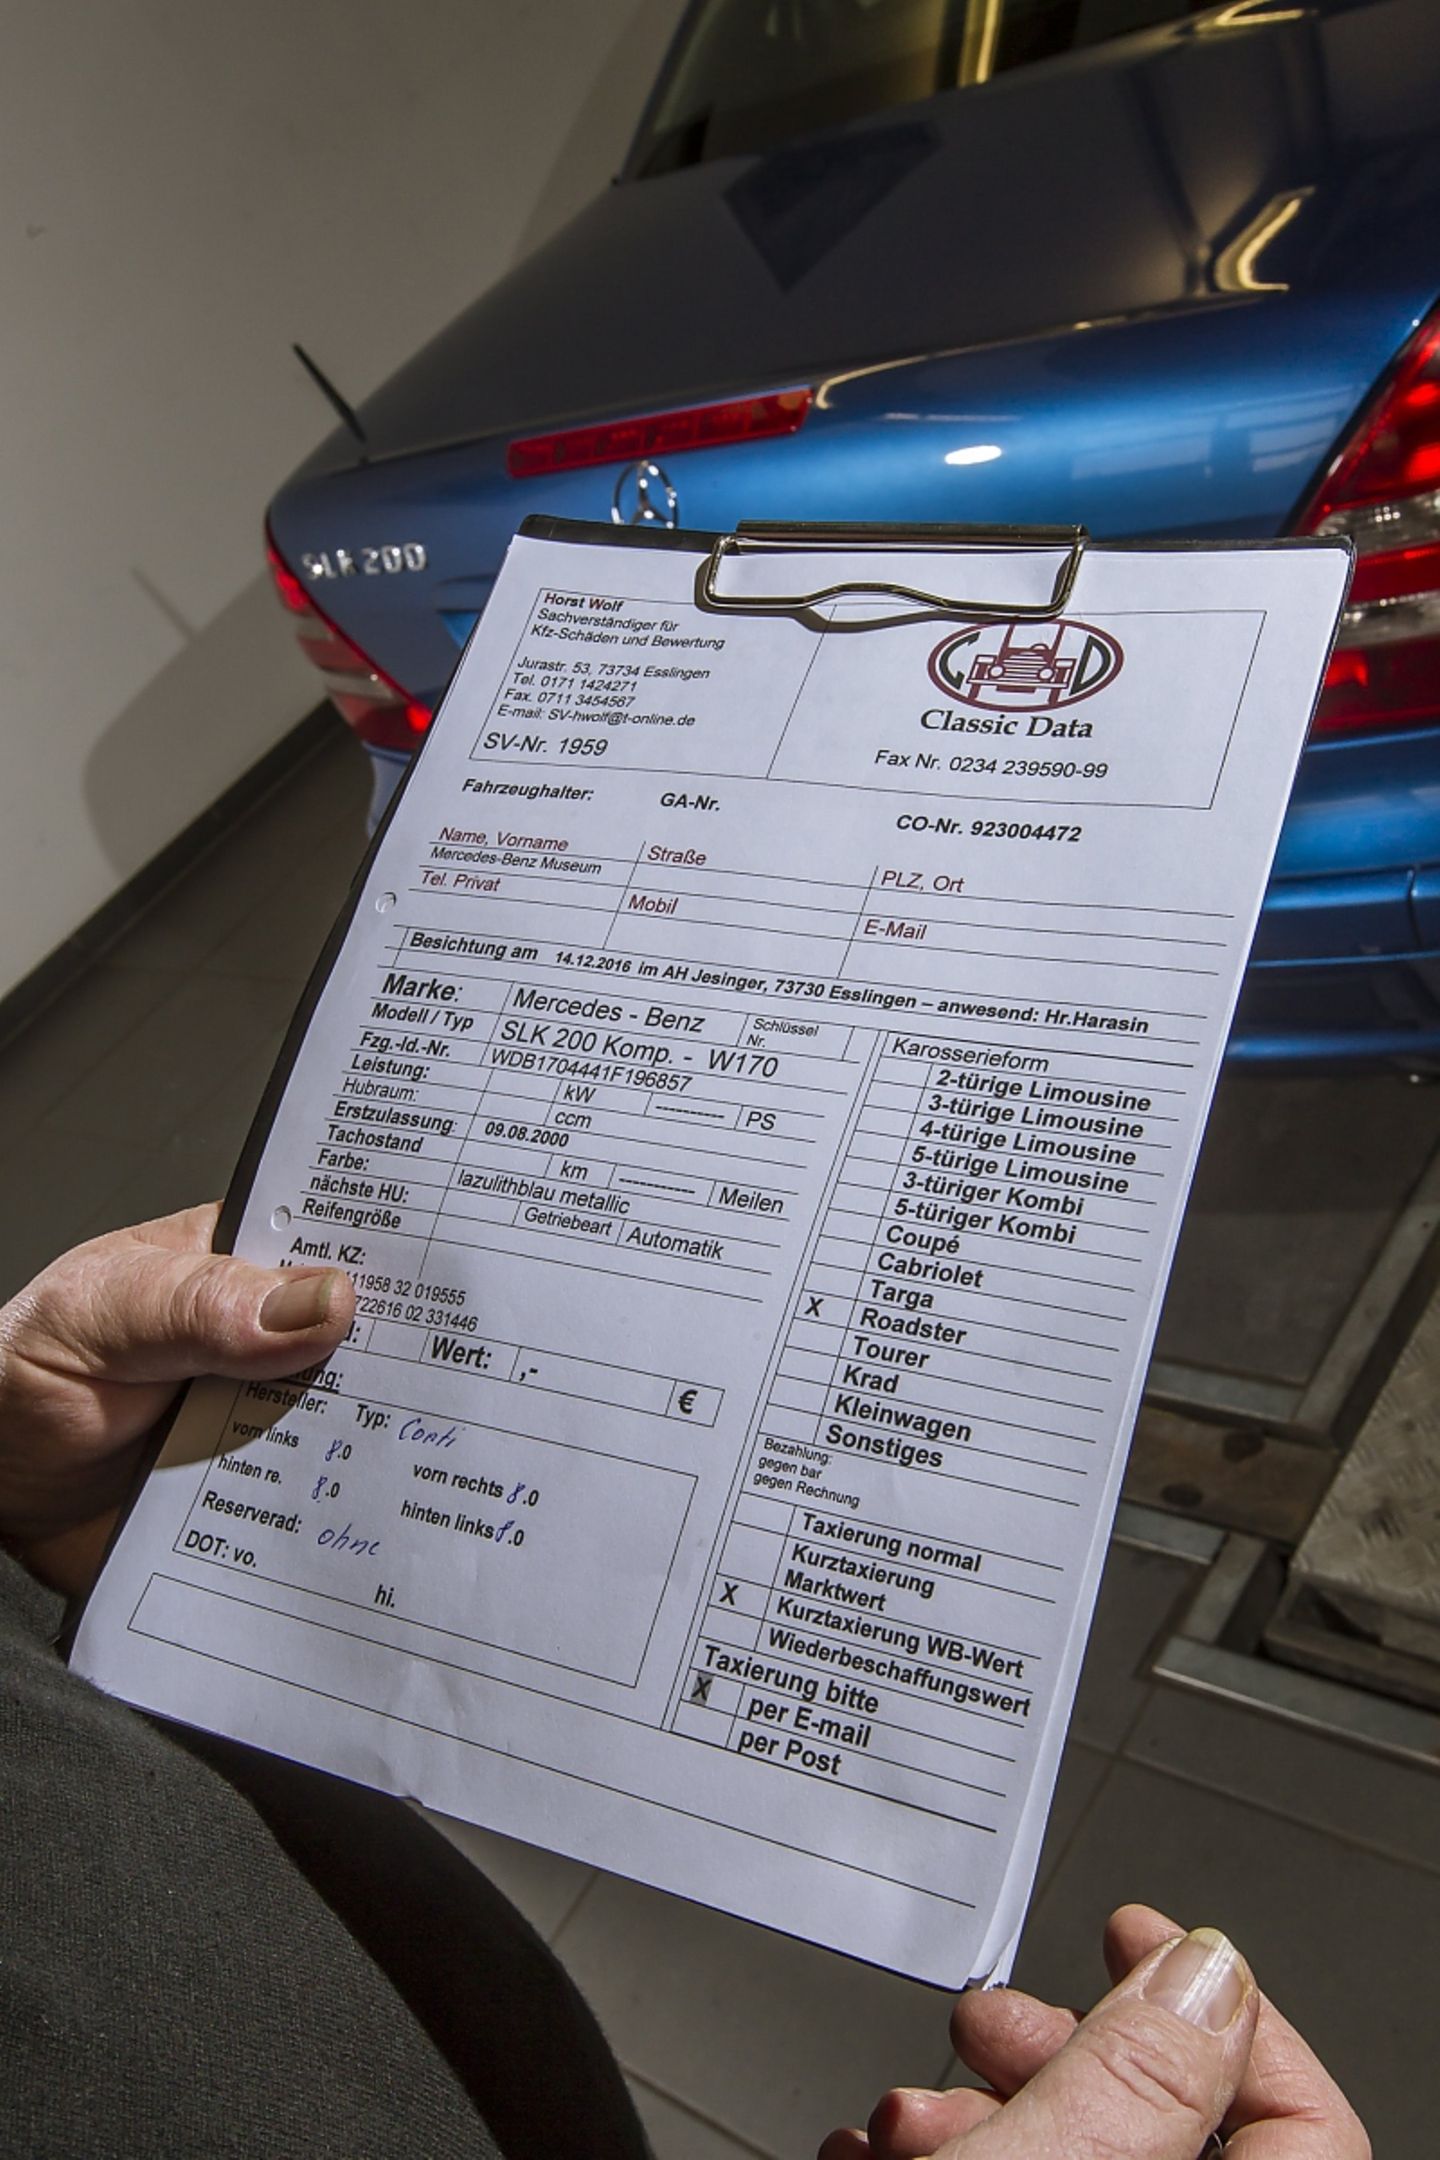 SLK 200
Horst Wolf
Sachverständiger für
Kfz-Schäden und Bewertung
Jurastr. 53, 73734 Esslingen
Tel. 0171 1424271
Fax. 0711 3454567
E-mail: SV-hwolf@t-online.de
SV-Nr. 1959
C D
Classic Data
Fax Nr. 0234 239590-99
Fahrzeughalter: GA-Nr. CO-Nr. 923004472
Name, Vorname Straße PLZ, Ort
Mercedes-Benz Museum
Tel. Privat Mobil E-Mail
Besichtung am 14.12.2016 im AH Jesinger, 73730 Esslingen – anwesend: Hr.Harasin
Marke: Mercedes - Benz Schlüssel Nr.
Modell / Typ SLK 200 Komp. - W170
Fzg.-Id.-Nr. WDB1704441F196857
Leistung: kW ---------- PS
Hubraum: ccm
Erstzulassung: 09.08.2000
Tachostand km ----------- Meilen
Farbe: lazulithblau metallic
nächste HU: Getriebeart Automatik
Reifengröße
Amtl. KZ:
11958 32 019555
722616 02 331446
Wert: ,- €
ung:
Hersteller: Typ: Conti
vorn links 8.0 vorn rechts 8.0
hinten re. 8.0 hinten links 8.0
Reserverad: ohne
DOT: vo. hi.
Karosserieform
2-türige Limousine
3-türige Limousine
4-türige Limousine
5-türige Limousine
3-türiger Kombi
5-türiger Kombi
Coupé
Cabriolet
Targa
X Roadster
Tourer
Krad
Kleinwagen
Sonstiges
Bezahlung:
gegen bar
gegen Rechnung
Taxierung normal
Kurztaxierung
Marktwert
X Kurztaxierung WB-Wert
Wiederbeschaffungswert
Taxierung bitte
X per E-mail
per Post